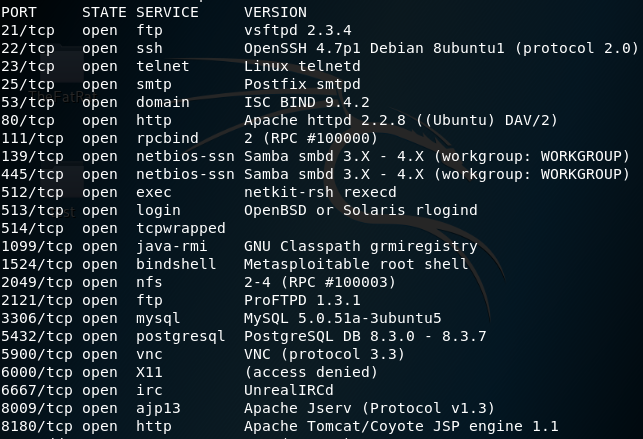 PORT STATE SERVICE VERSION
21/tcp open ftp vsftpd 2.3.4
22/tcp open ssh OpenSSH 4.7p1 Debian 8ubuntu1 (protocol 2.0)
23/tcp open telnet Linux telnetd
25/tcp open smtp Postfix smtpd
53/tcp open domain ISC BIND 9.4.2
80/tcp open http Apache httpd 2.2.8 ((Ubuntu) DAV/2)
111/tcp open rpcbind 2 (RPC #100000)
139/tcp open netbios-ssn Samba smbd 3.X - 4.X (workgroup: WORKGROUP)
445/tcp open netbios-ssn Samba smbd 3.X - 4.X (workgroup: WORKGROUP)
512/tcp open exec netkit-rsh rexecd
513/tcp open login OpenBSD or Solaris rlogind
514/tcp open tcpwrapped
1099/tcp open java-rmi GNU Classpath grmiregistry
1524/tcp open bindshell Metasploitable root shell
2049/tcp open nfs 2-4 (RPC #100003)
2121/tcp open ftp ProFTPD 1.3.1
3306/tcp open mysql MySQL 5.0.51a-3ubuntu5
5432/tcp open postgresql PostgreSQL DB 8.3.0 - 8.3.7
5900/tcp open vnc VNC (protocol 3.3)
6000/tcp open X11 (access denied)
6667/tcp open irc UnrealIRCd
8009/tcp open ajp13 Apache Jserv (Protocol v1.3)
8180/tcp open http Apache Tomcat/Coyote JSP engine 1.1
TheFatRat